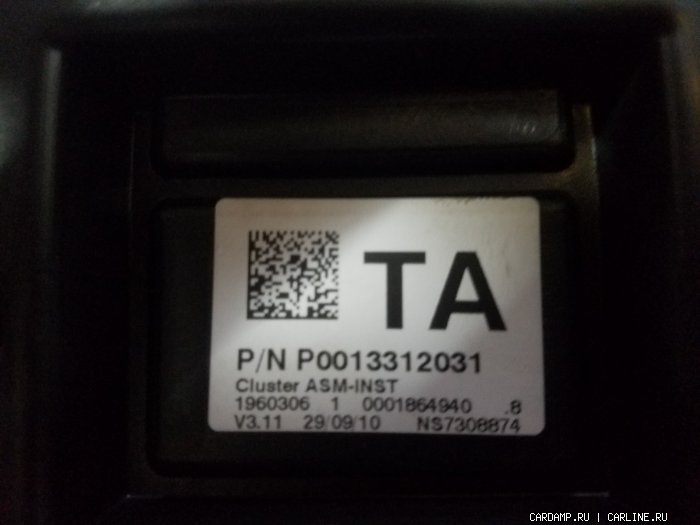 TA
P/N P0013312031
Cluster ASM-INST
1960306 1 0001864940 .8
V3.11 29/09/10 NS7308874
CARDAMP.RU | CARLINE.RU